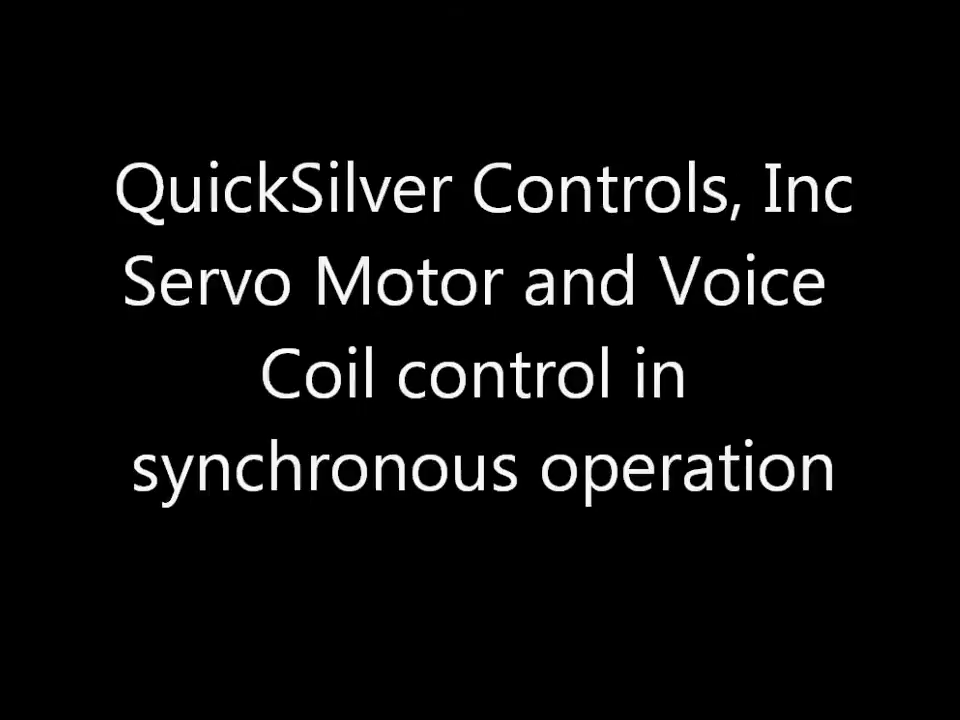 QuickSilver Controls, Inc
Servo Motor and Voice
Coil control in
synchronous operation